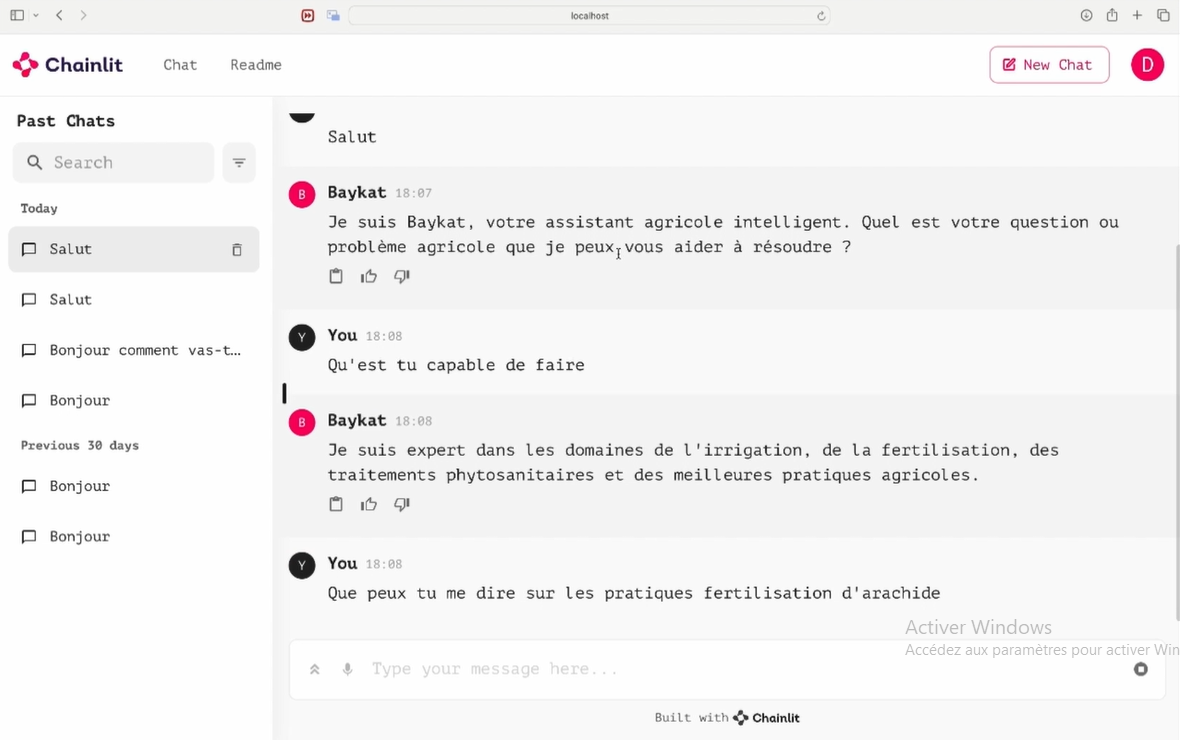 localhost
Chainlit
Chat
Readme
New Chat
D
Past Chats
Search
Today
Salut
Salut
Bonjour comment vas-t...
Bonjour
Previous 30 days
Bonjour
Bonjour
Salut
B
Baykat 18:07
Je suis Baykat, votre assistant agricole intelligent. Quel est votre question ou
problème agricole que je peux vous aider à résoudre ?
Y
You 18:08
Qu'est tu capable de faire
B
Baykat 18:08
Je suis expert dans les domaines de l'irrigation, de la fertilisation, des
traitements phytosanitaires et des meilleures pratiques agricoles.
Y
You 18:08
Que peux tu me dire sur les pratiques fertilisation d'arachide
Activer Windows
Accédez aux paramètres pour activer Win
Type your message here...
Built with Chainlit